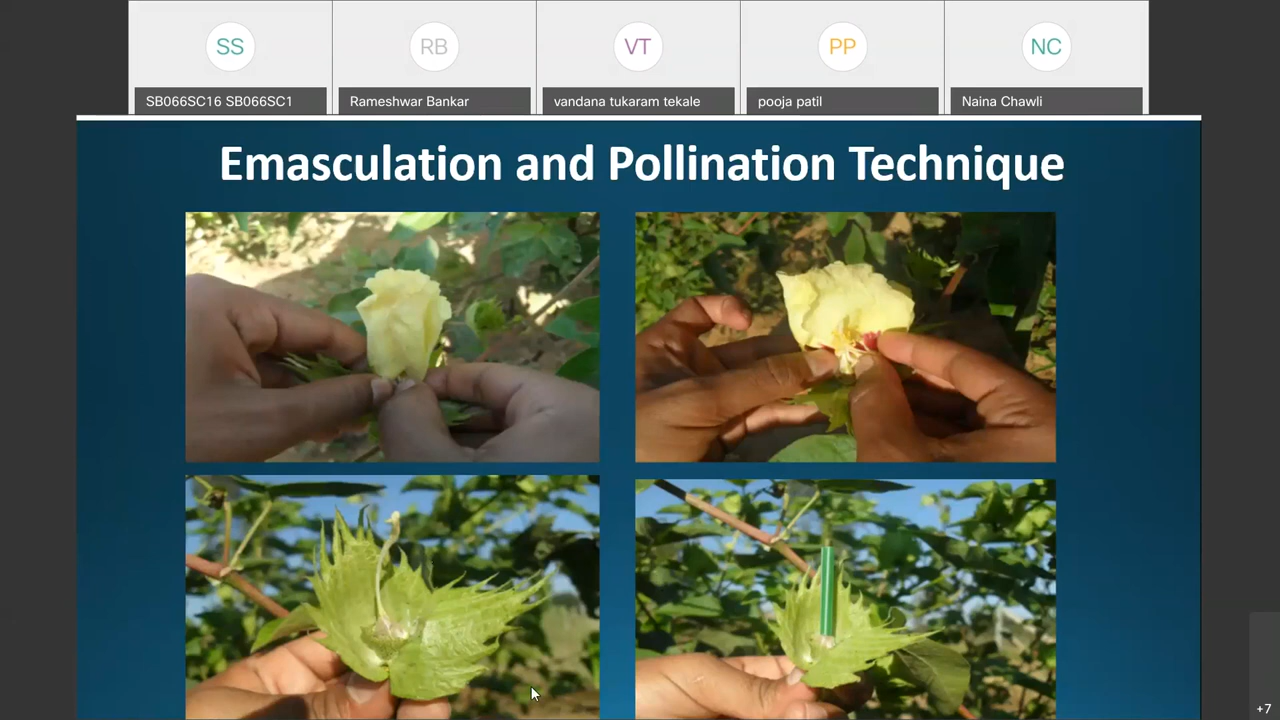 SS
RB
VT
PP
NC
SB066SC16 SB066SC1
Rameshwar Bankar
vandana tukaram tekale
pooja patil
Naina Chawli
Emasculation and Pollination Technique
+7